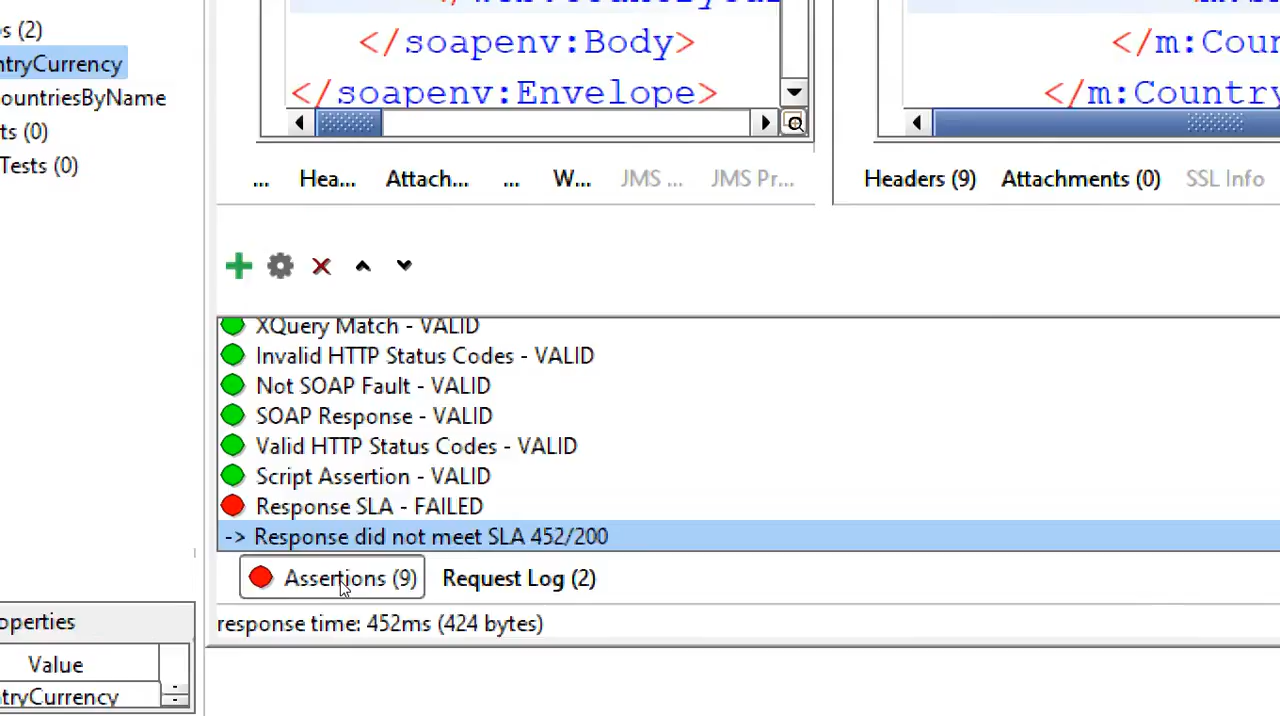 s (2)
ntryCurrency
ountriesByName
ts (0)
Tests (0)
</soapenv:Body>
</soapenv:Envelope>
</m:Coun
</m:Country
... Hea... Attach... ... W... JMS ... JMS Pr...
Headers (9) Attachments (0) SSL Info
XQuery Match - VALID
Invalid HTTP Status Codes - VALID
Not SOAP Fault - VALID
SOAP Response - VALID
Valid HTTP Status Codes - VALID
Script Assertion - VALID
Response SLA - FAILED
-> Response did not meet SLA 452/200
Assertions (9) Request Log (2)
response time: 452ms (424 bytes)
operties
Value
ntryCurrency